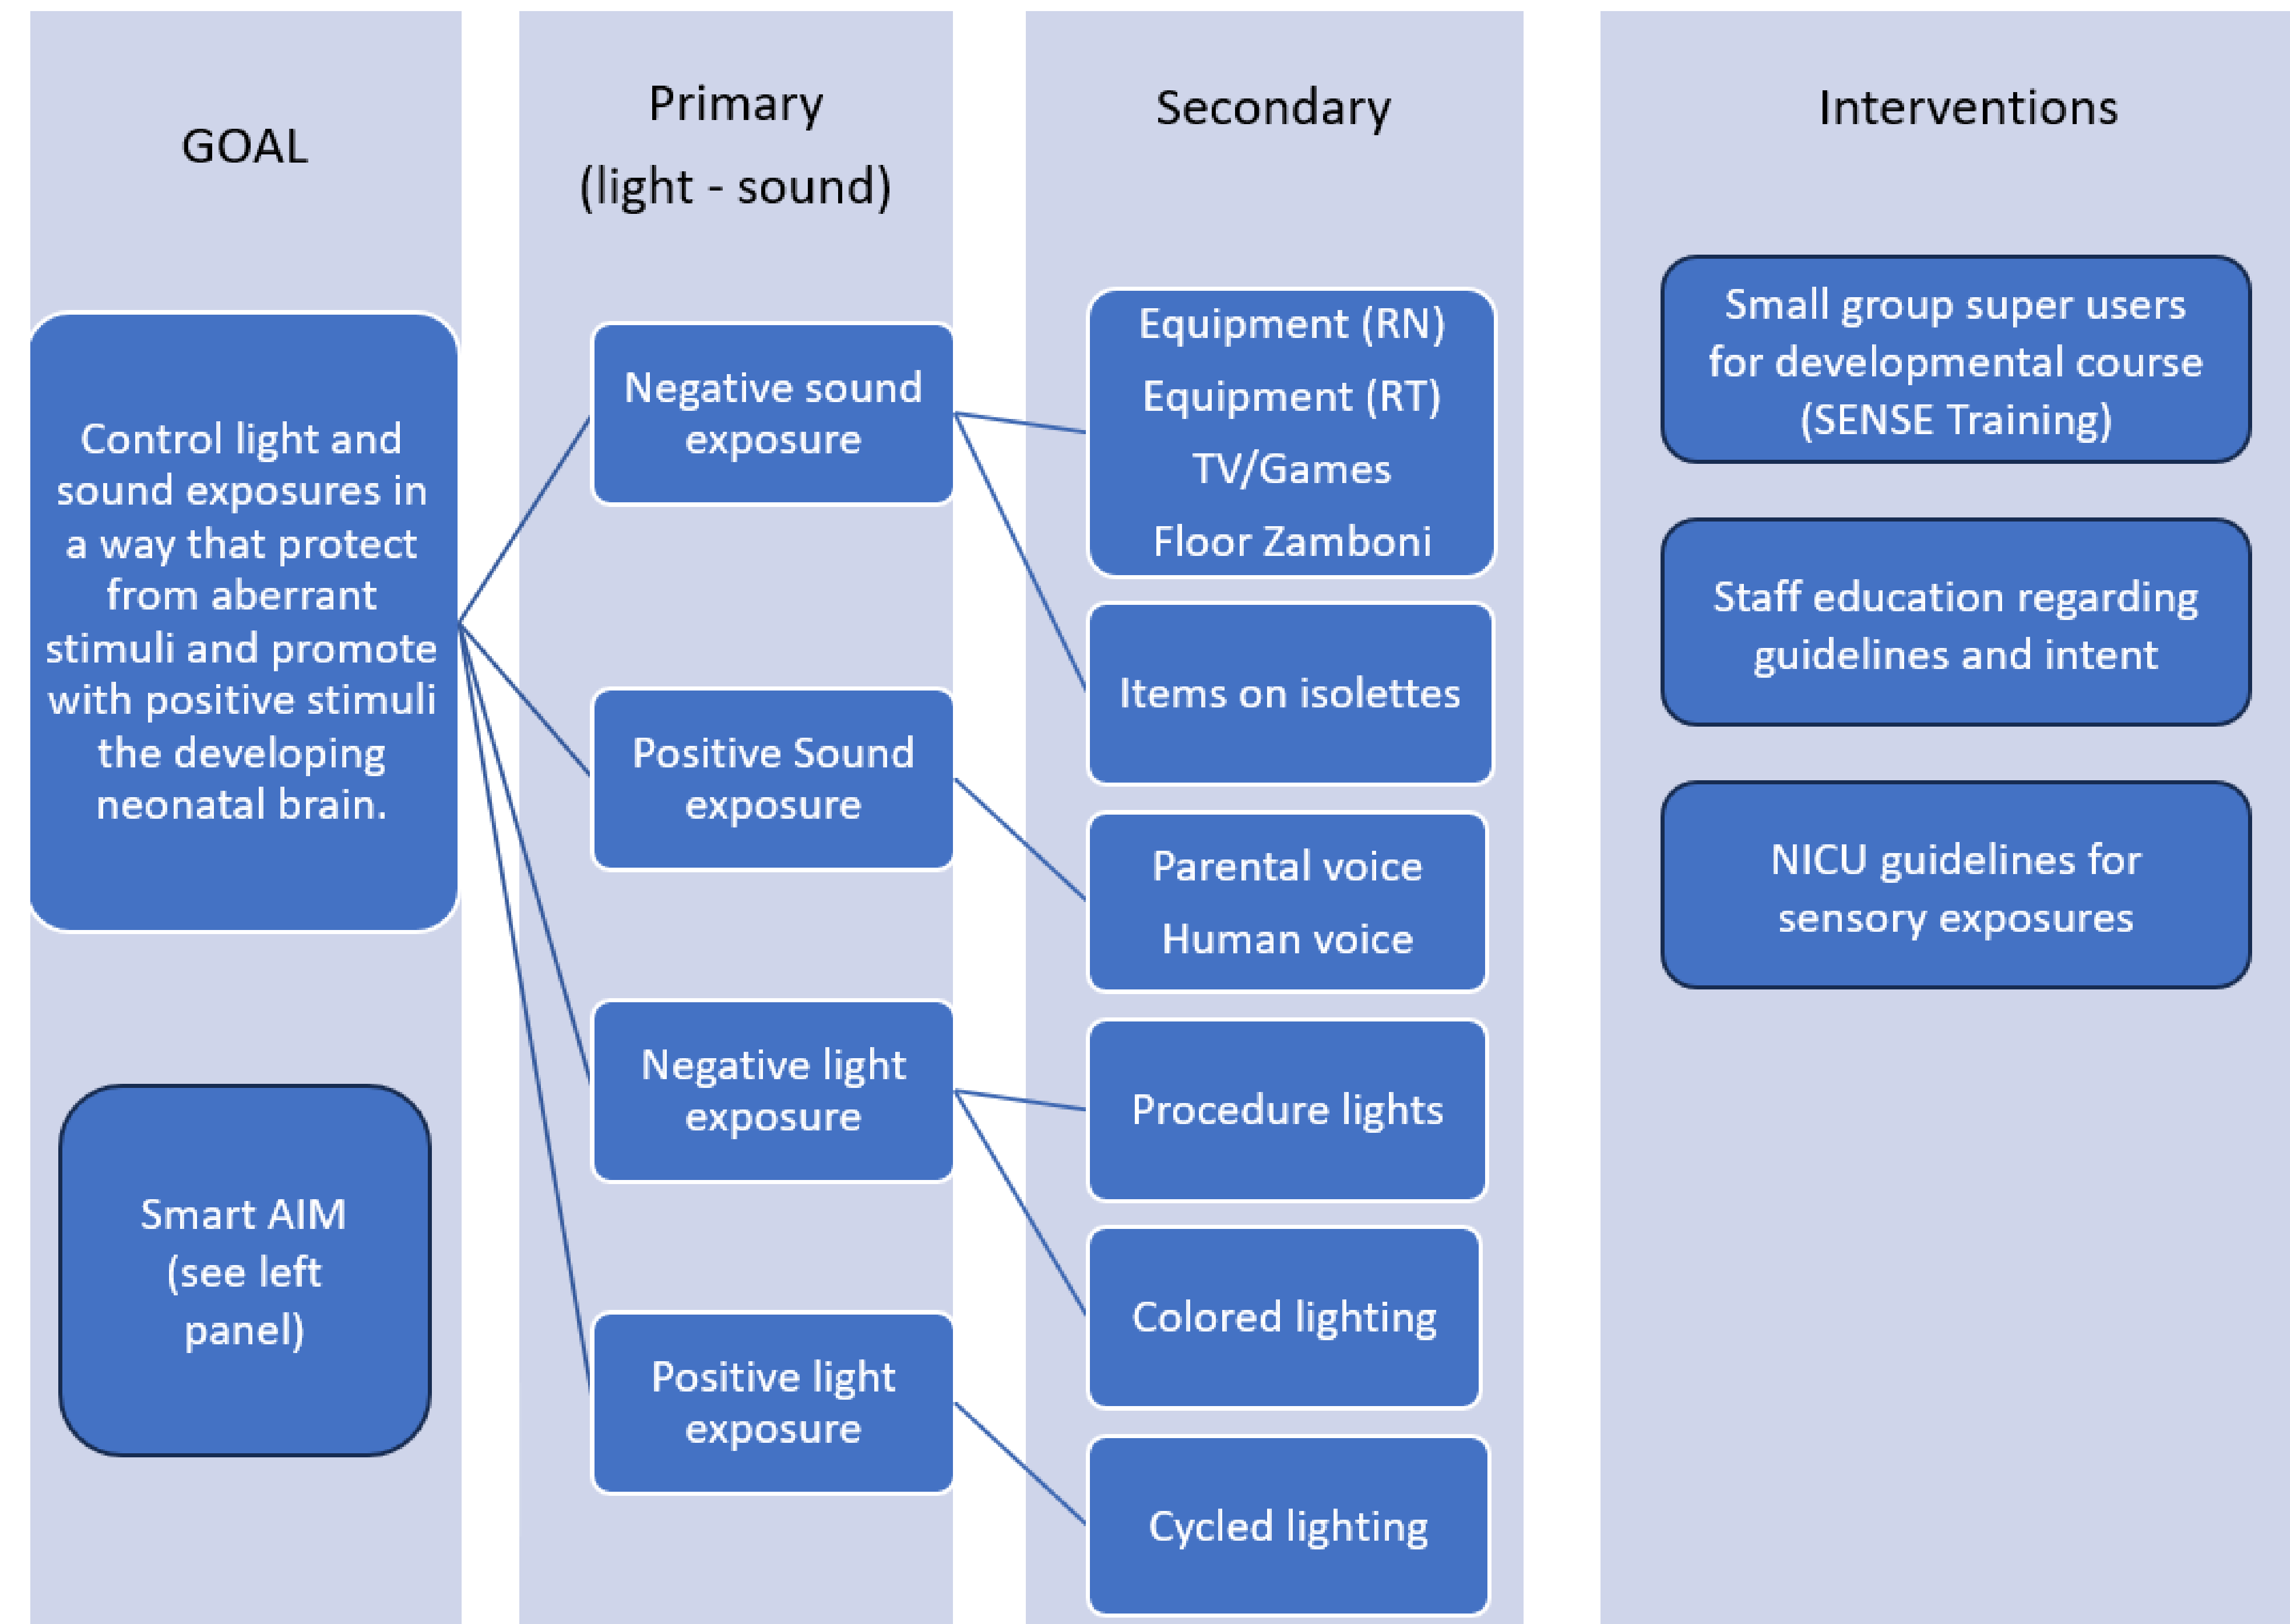 GOAL
Control light and
sound exposures in
a way that protect
from aberrant
stimuli and promote
with positive stimuli
the developing
neonatal brain.
Smart AIM
(see left
panel)
Primary
(light - sound)
Negative sound
exposure
Positive Sound
exposure
Negative light
exposure
Positive light
exposure
Secondary
Equipment (RN)
Equipment (RT)
TV/Games
Floor Zamboni
Items on isolettes
Parental voice
Human voice
Procedure lights
Colored lighting
Cycled lighting
Interventions
Small group super users
for developmental course
(SENSE Training)
Staff education regarding
guidelines and intent
NICU guidelines for
sensory exposures